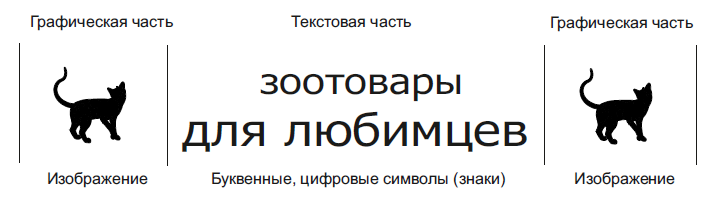 Графическая часть
Текстовая часть
Графическая часть
зоотовары
для любимцев
Изображение
Буквенные, цифровые символы (знаки)
Изображение